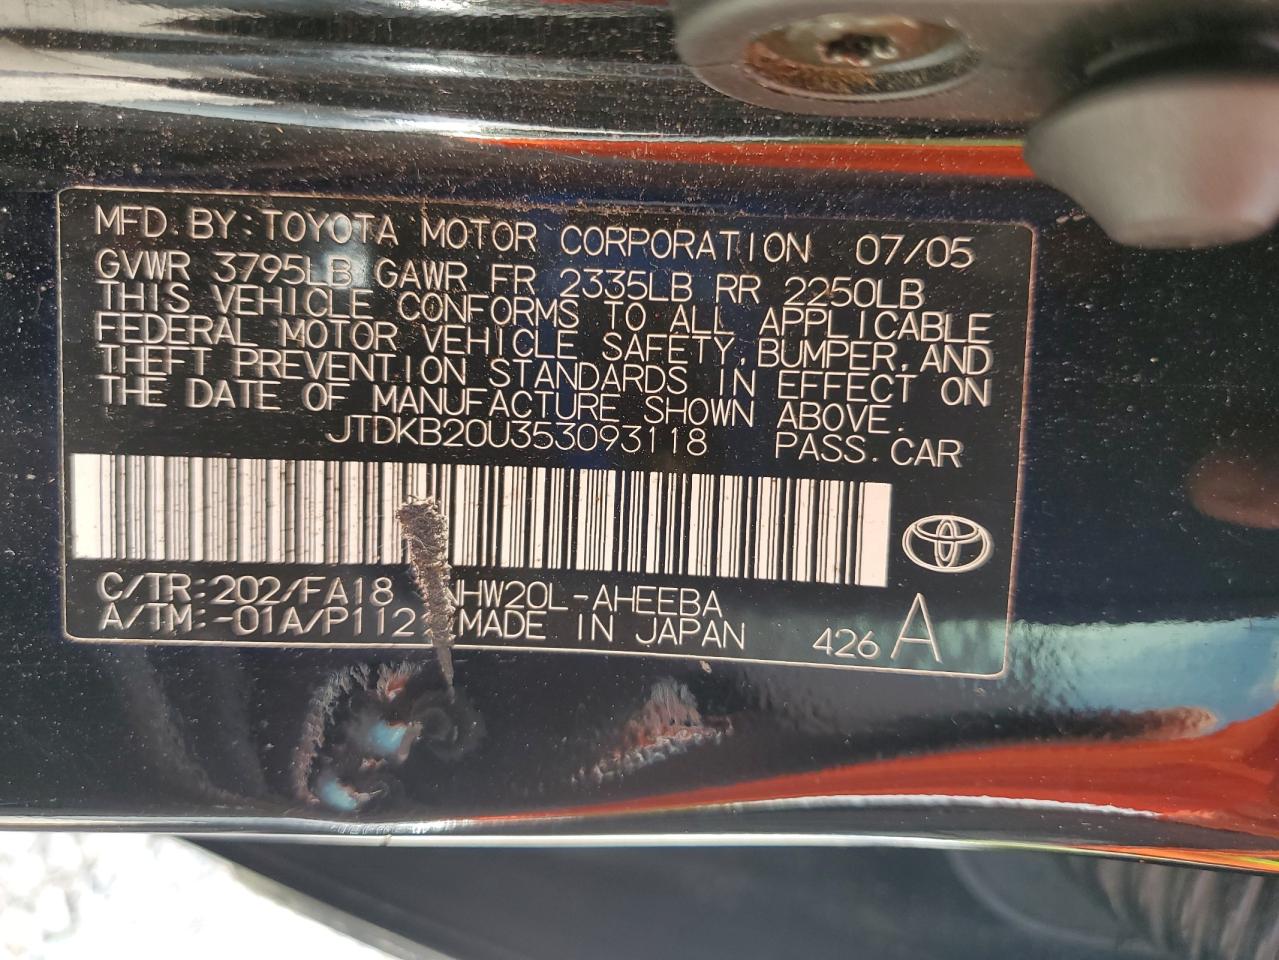 MFD. BY: TOYOTA MOTOR CORPORATION 07/05
GVWR 3795LB GAWR FR 2335LB RR 2250LB
THIS VEHICLE CONFORMS TO ALL APPLICABLE
FEDERAL MOTOR VEHICLE SAFETY, BUMPER, AND
THEFT PREVENTION STANDARDS IN EFFECT ON
THE DATE OF MANUFACTURE SHOWN ABOVE.
JTDKB20U353093118 PASS. CAR
C/TR: 202/FA18 NHW20L-AHEEBA
A/TM: -01A/P112 MADE IN JAPAN 426 A